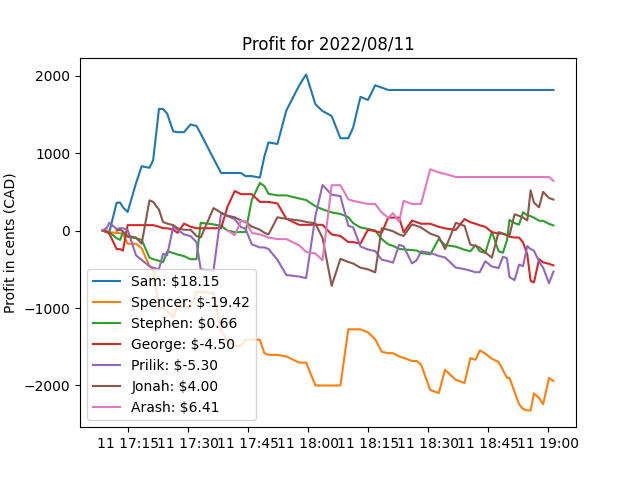 Profit for 2022/08/11
Profit in cents (CAD)
2000
1000
0
−1000
−2000
Sam: $18.15
Spencer: $-19.42
Stephen: $0.66
George: $-4.50
Prilik: $-5.30
Jonah: $4.00
Arash: $6.41
11 17:15 11 17:30 11 17:45 11 18:00 11 18:15 11 18:30 11 18:45 11 19:00